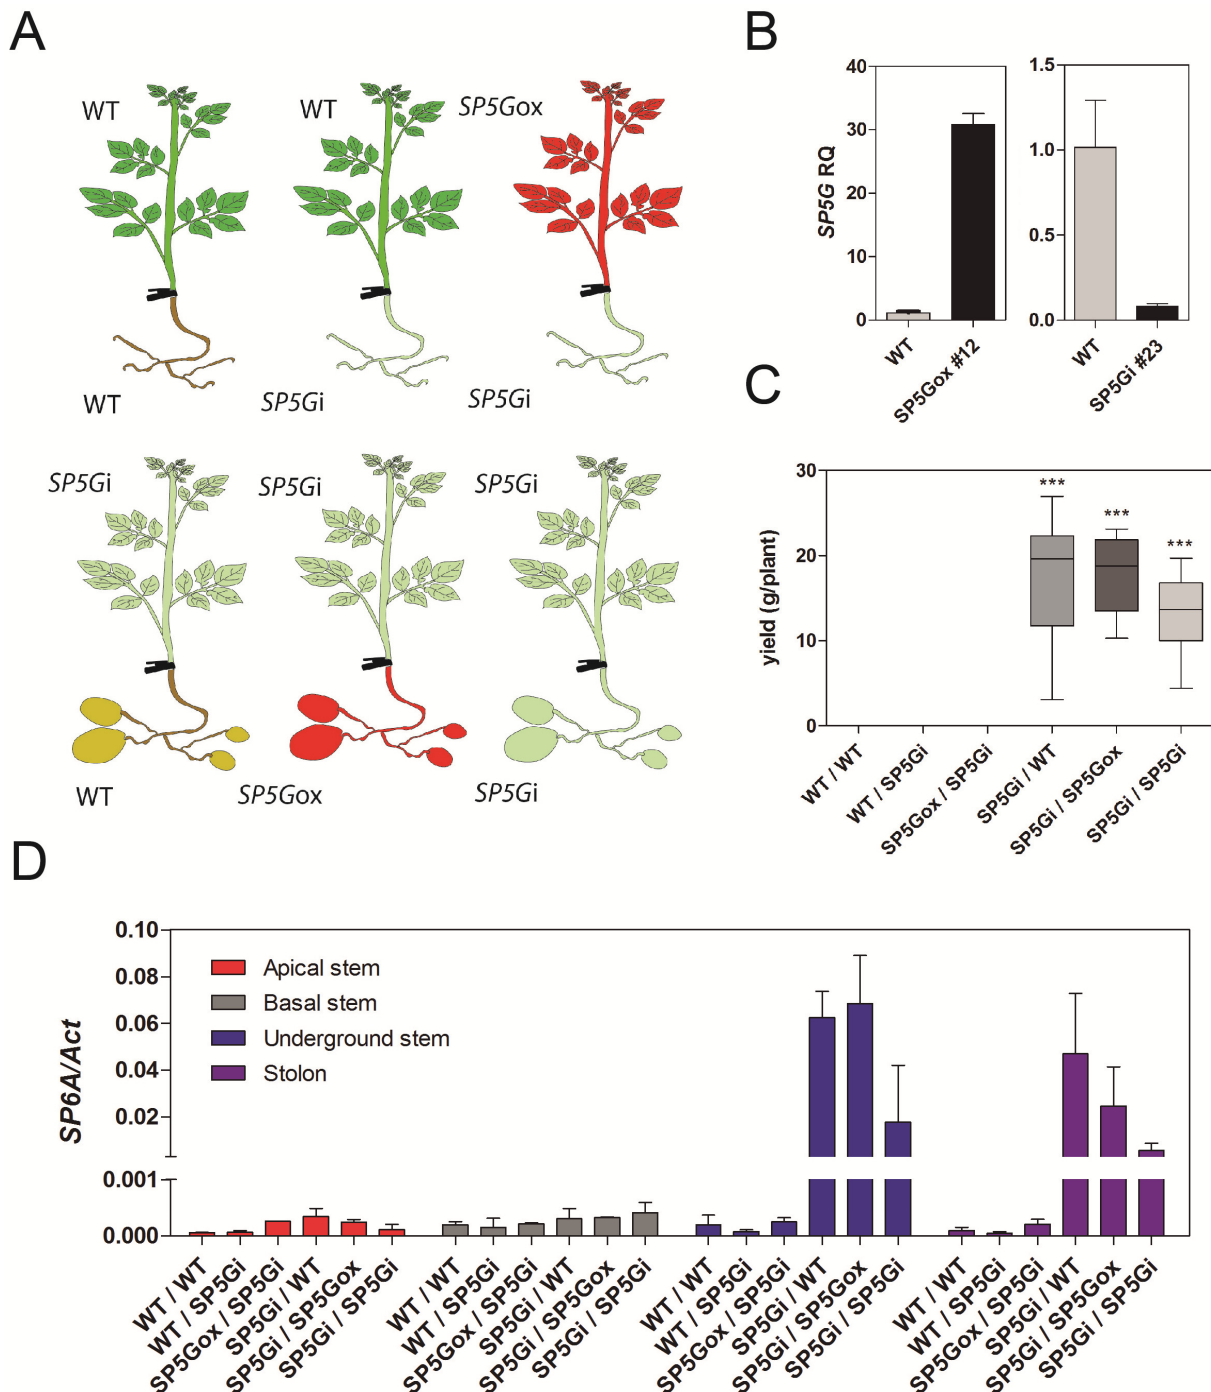 A
WT
WT
SP5Gox
WT
SP5Gi
SP5Gi
SP5Gi
SP5Gi
SP5Gi
WT
SP5Gox
SP5Gi
B
SP5G RQ
40
30
20
10
0
WT
SP5Gox #12
1.5
1.0
0.5
0.0
WT
SP5Gi #23
C
yield (g/plant)
30
20
10
0
***
***
***
WT / WT
WT / SP5Gi
SP5Gox / SP5Gi
SP5Gi / WT
SP5Gi / SP5Gox
SP5Gi / SP5Gi
D
SP6A/Act
0.10
0.08
0.06
0.04
0.02
0.001
0.000
Apical stem
Basal stem
Underground stem
Stolon
WT / WT
WT / SP5Gi
SP5Gox / SP5Gi
SP5Gi / WT
SP5Gi / SP5Gox
SP5Gi / SP5Gi
WT / WT
WT / SP5Gi
SP5Gox / SP5Gi
SP5Gi / WT
SP5Gi / SP5Gox
SP5Gi / SP5Gi
WT / WT
WT / SP5Gi
SP5Gox / SP5Gi
SP5Gi / WT
SP5Gi / SP5Gox
SP5Gi / SP5Gi
WT / WT
WT / SP5Gi
SP5Gox / SP5Gi
SP5Gi / WT
SP5Gi / SP5Gox
SP5Gi / SP5Gi